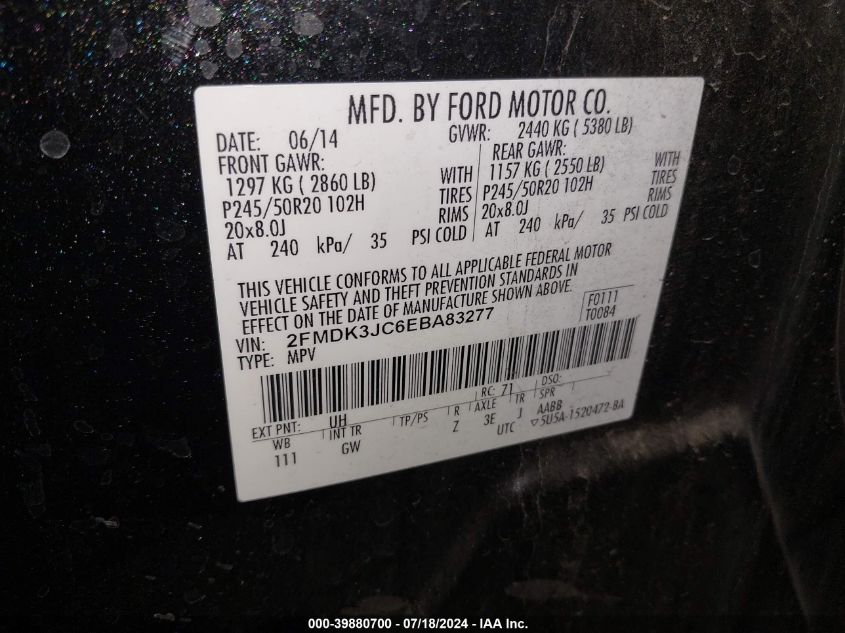 MFD. BY FORD MOTOR CO.
DATE: 06/14 GVWR: 2440 KG ( 5380 LB)
FRONT GAWR: REAR GAWR:
1297 KG ( 2860 LB) WITH 1157 KG ( 2550 LB) WITH
P245/50R20 102H TIRES P245/50R20 102H TIRES
20x8.0J RIMS 20x8.0J RIMS
AT 240 kPa/ 35 PSI COLD AT 240 kPa/ 35 PSI COLD
THIS VEHICLE CONFORMS TO ALL APPLICABLE FEDERAL MOTOR
VEHICLE SAFETY AND THEFT PREVENTION STANDARDS IN
EFFECT ON THE DATE OF MANUFACTURE SHOWN ABOVE.
F0111
T0084
VIN: 2FMDK3JC6EBA83277
TYPE: MPV
RC: 71 DSO:
EXT PNT: UH
WB INT TR TP/PS R AXLE TR SPR
111 GW Z 3E J AABB
UTC ▽5U5A-1520472-BA
000-39880700 - 07/18/2024 - IAA Inc.